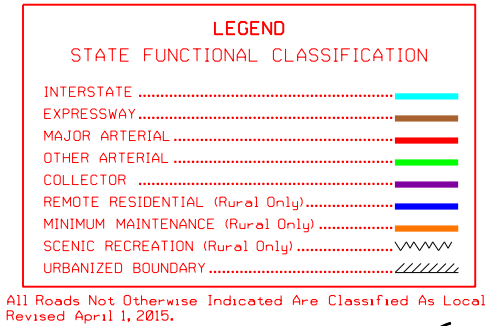 LEGEND
STATE FUNCTIONAL CLASSIFICATION
INTERSTATE
EXPRESSWAY
MAJOR ARTERIAL
OTHER ARTERIAL
COLLECTOR
REMOTE RESIDENTIAL (Rural Only)
MINIMUM MAINTENANCE (Rural Only)
SCENIC RECREATION (Rural Only)
URBANIZED BOUNDARY
All Roads Not Otherwise Indicated Are Classified As Local
Revised April 1, 2015.